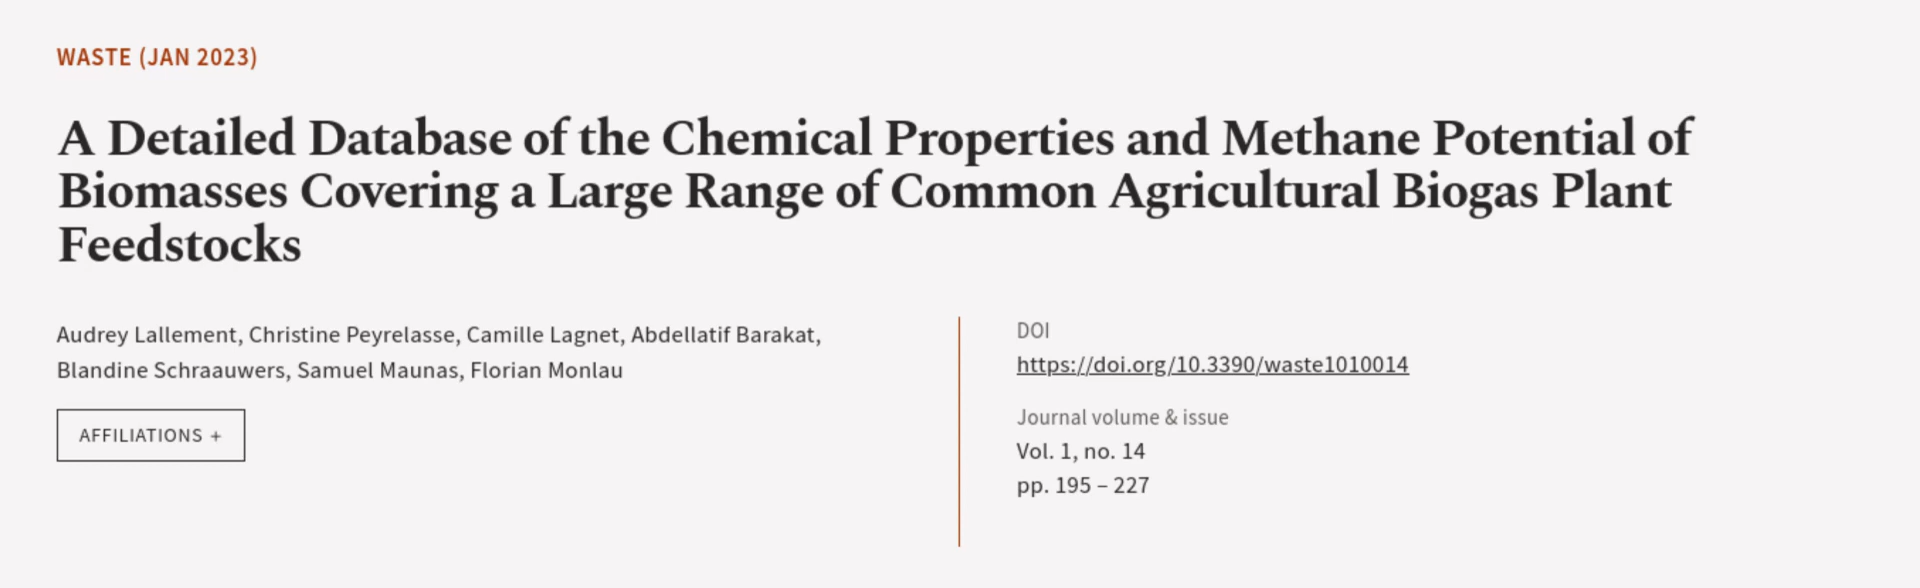 WASTE (JAN 2023)
A Detailed Database of the Chemical Properties and Methane Potential of
Biomasses Covering a Large Range of Common Agricultural Biogas Plant
Feedstocks
Audrey Lallement, Christine Peyrelasse, Camille Lagnet, Abdellatif Barakat,
Blandine Schraauwers, Samuel Maunas, Florian Monlau
AFFILIATIONS +
DOI
https://doi.org/10.3390/waste1010014
Journal volume & issue
Vol. 1, no. 14
pp. 195 – 227